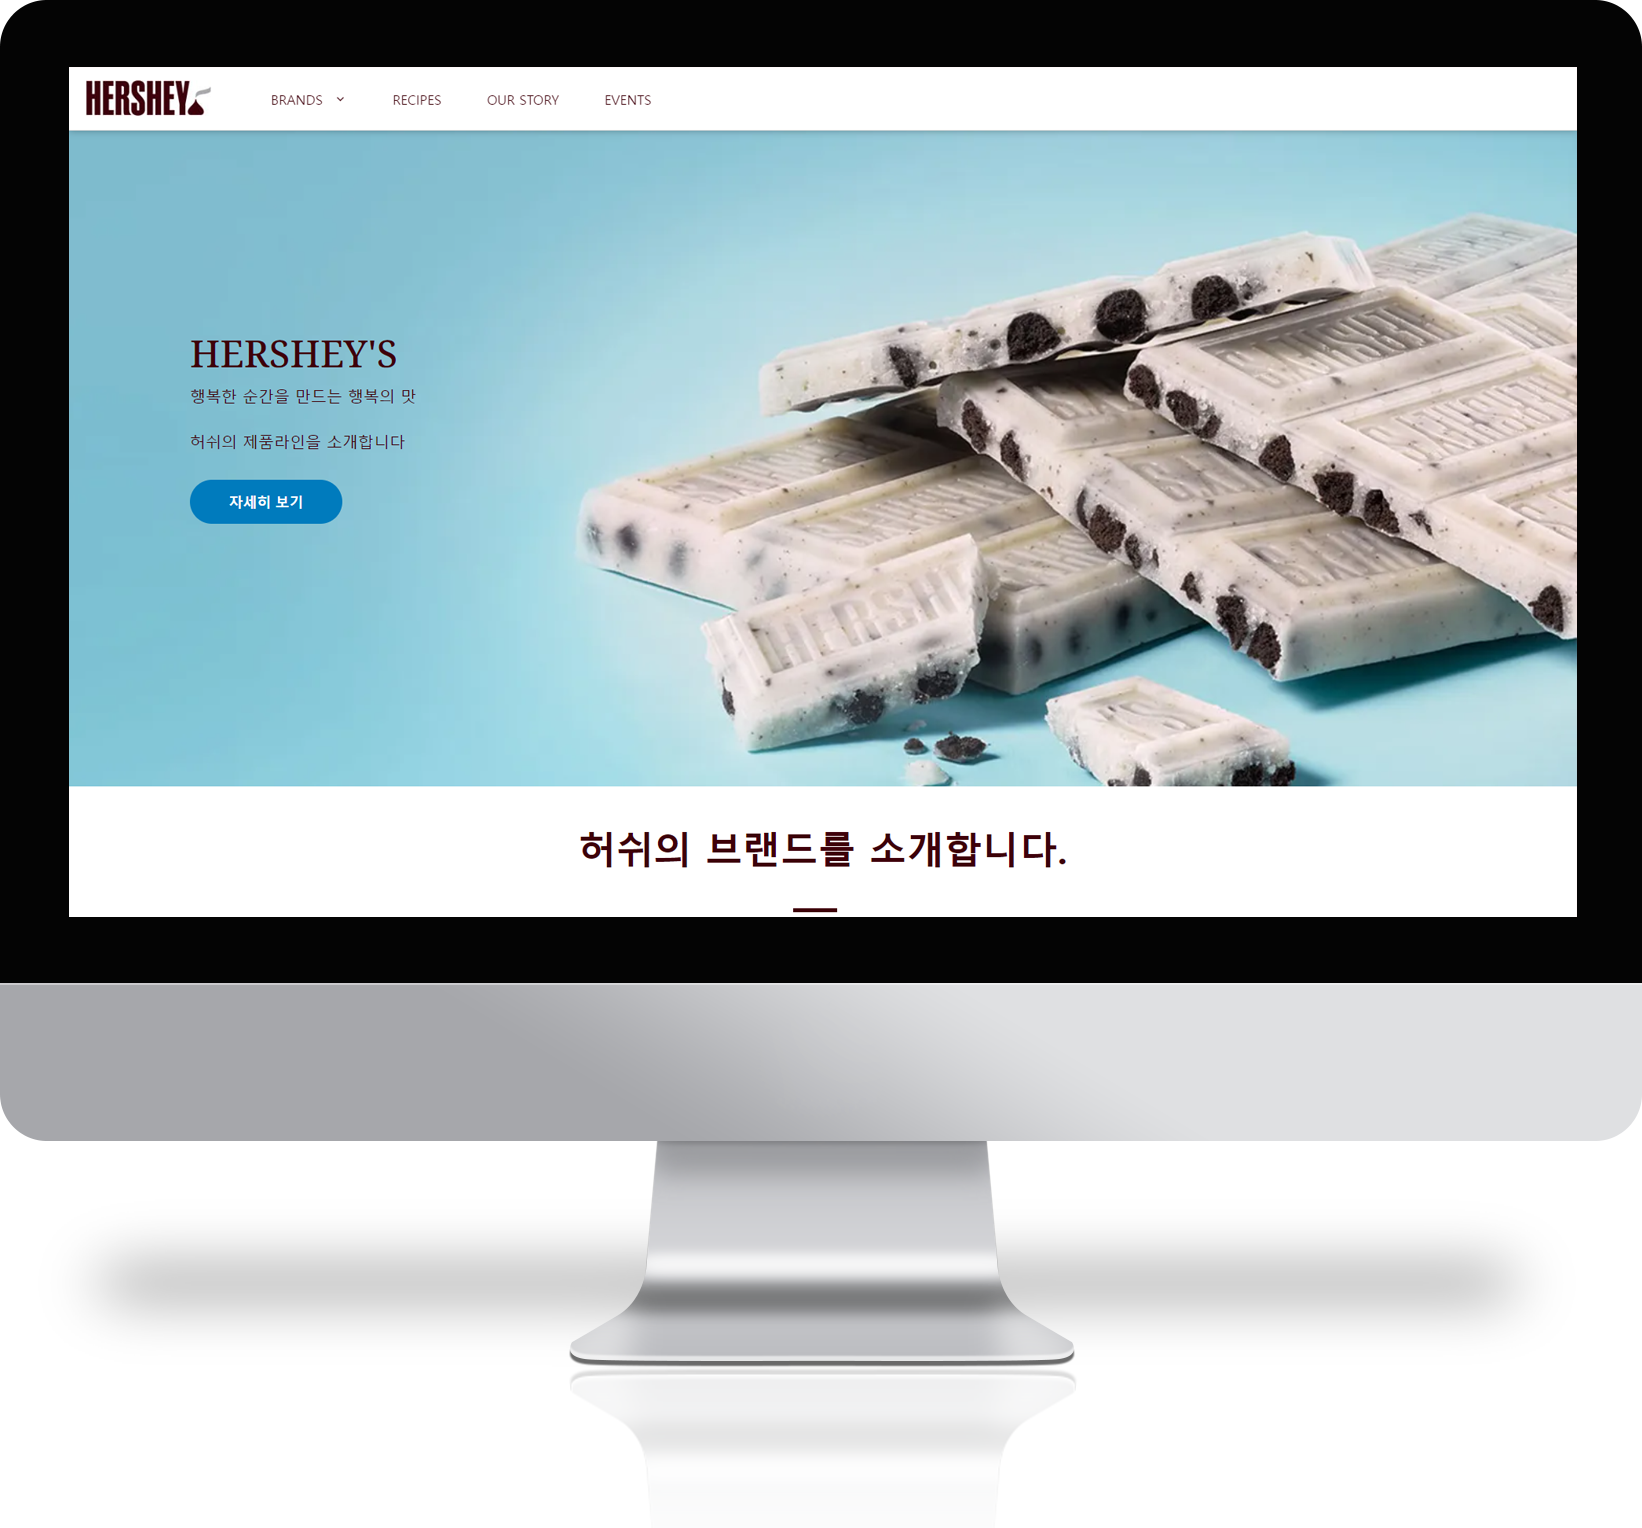 HERSHEY
BRANDS
RECIPES
OUR STORY
EVENTS
HERSHEY'S
행복한 순간을 만드는 행복의 맛
허쉬의 제품라인을 소개합니다
자세히 보기
HERSH
허쉬의 브랜드를 소개합니다.